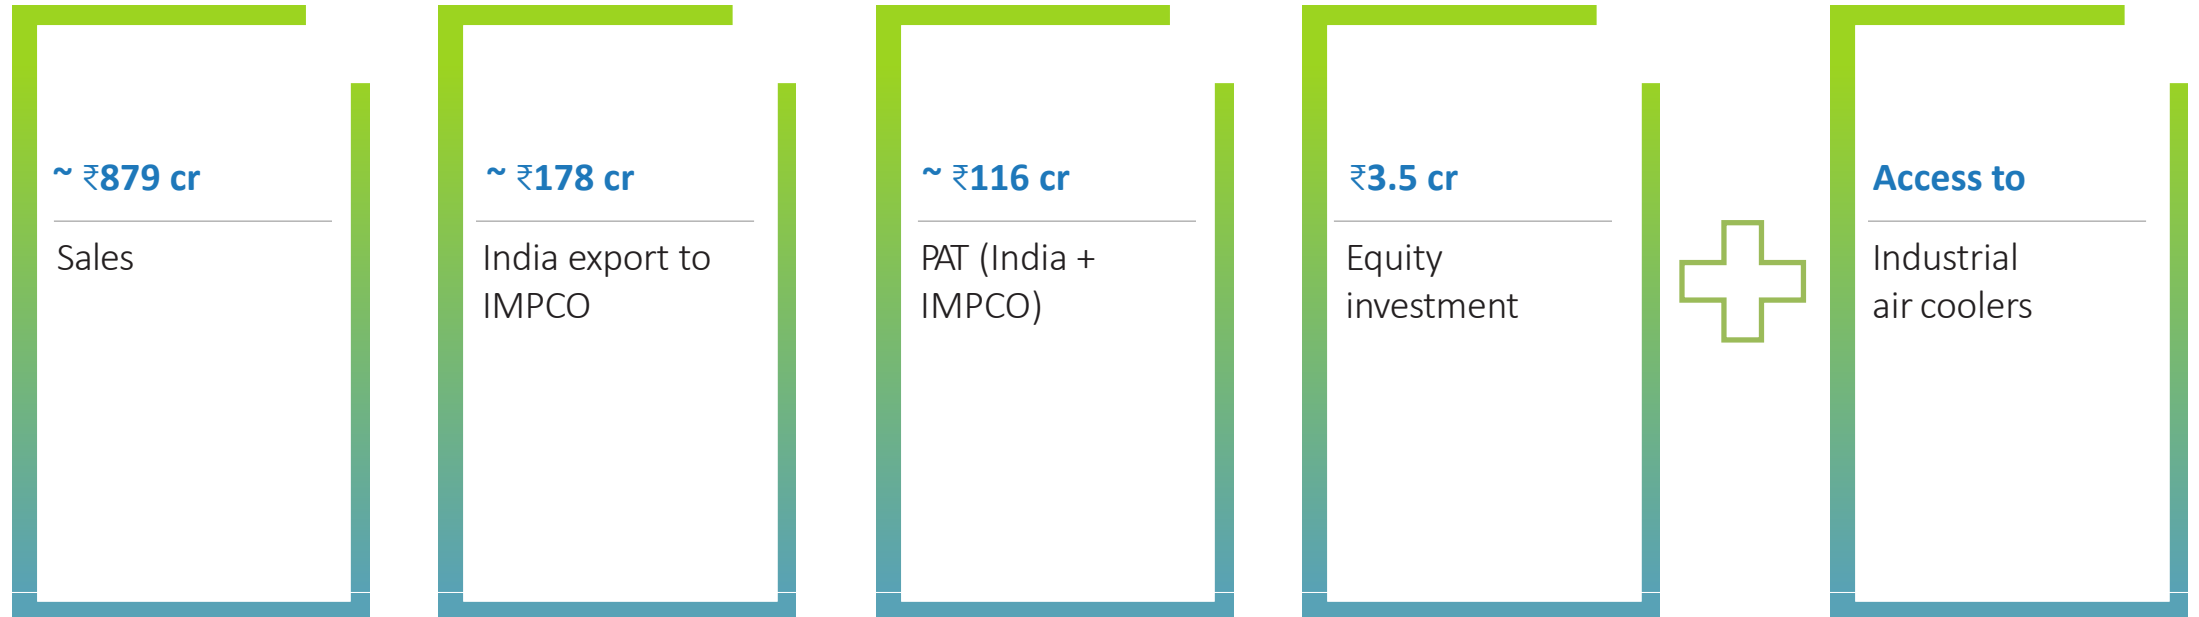 ~ ₹879 cr
Sales
~ ₹178 cr
India export to
IMPCO
~ ₹116 cr
PAT (India +
IMPCO)
₹3.5 cr
Equity
investment
Access to
Industrial
air coolers